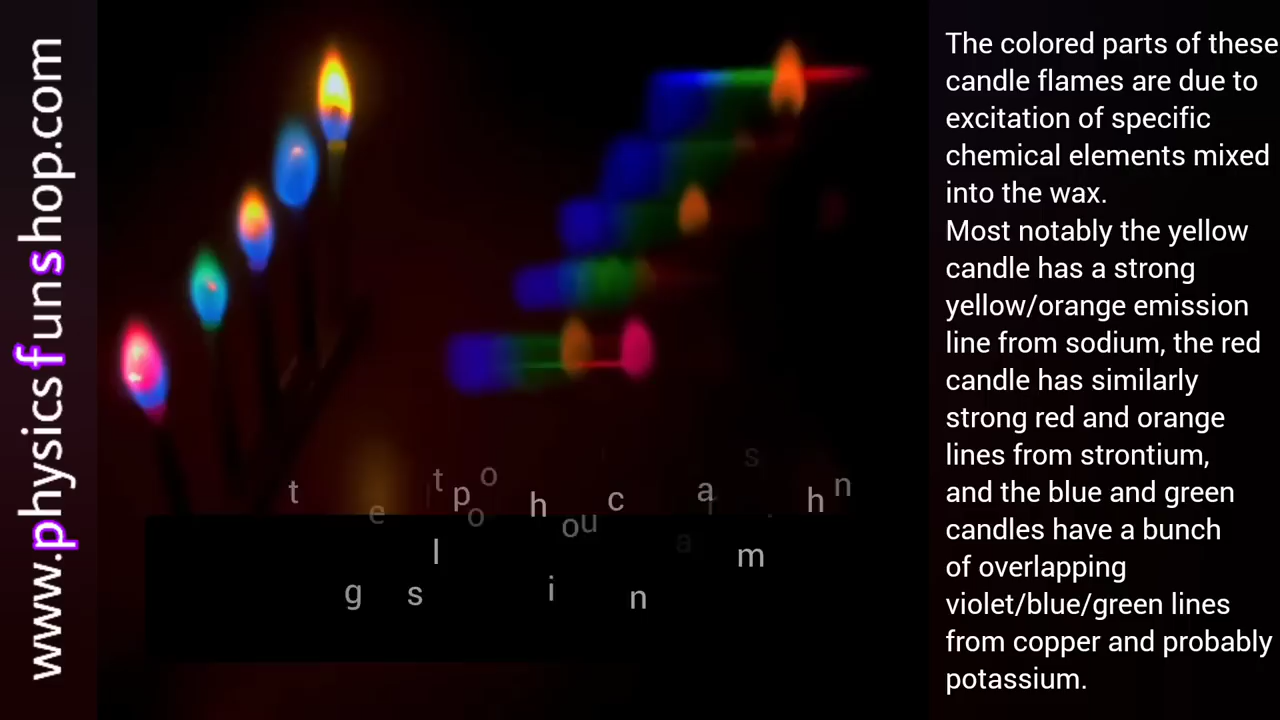 www.physicsfunshop.com
The colored parts of these
candle flames are due to
excitation of specific
chemical elements mixed
into the wax.
Most notably the yellow
candle has a strong
yellow/orange emission
line from sodium, the red
candle has similarly
strong red and orange
lines from strontium,
and the blue and green
candles have a bunch
of overlapping
violet/blue/green lines
from copper and probably
potassium.